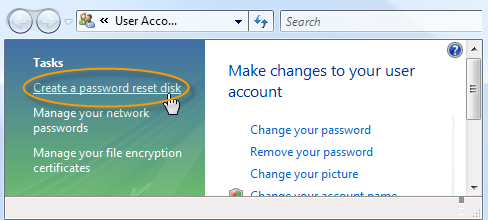 « User Acco...
Search
Tasks
Create a password reset disk
Manage your network
passwords
Manage your file encryption
certificates
?
Make changes to your user
account
Change your password
Remove your password
Change your picture
Change your account name